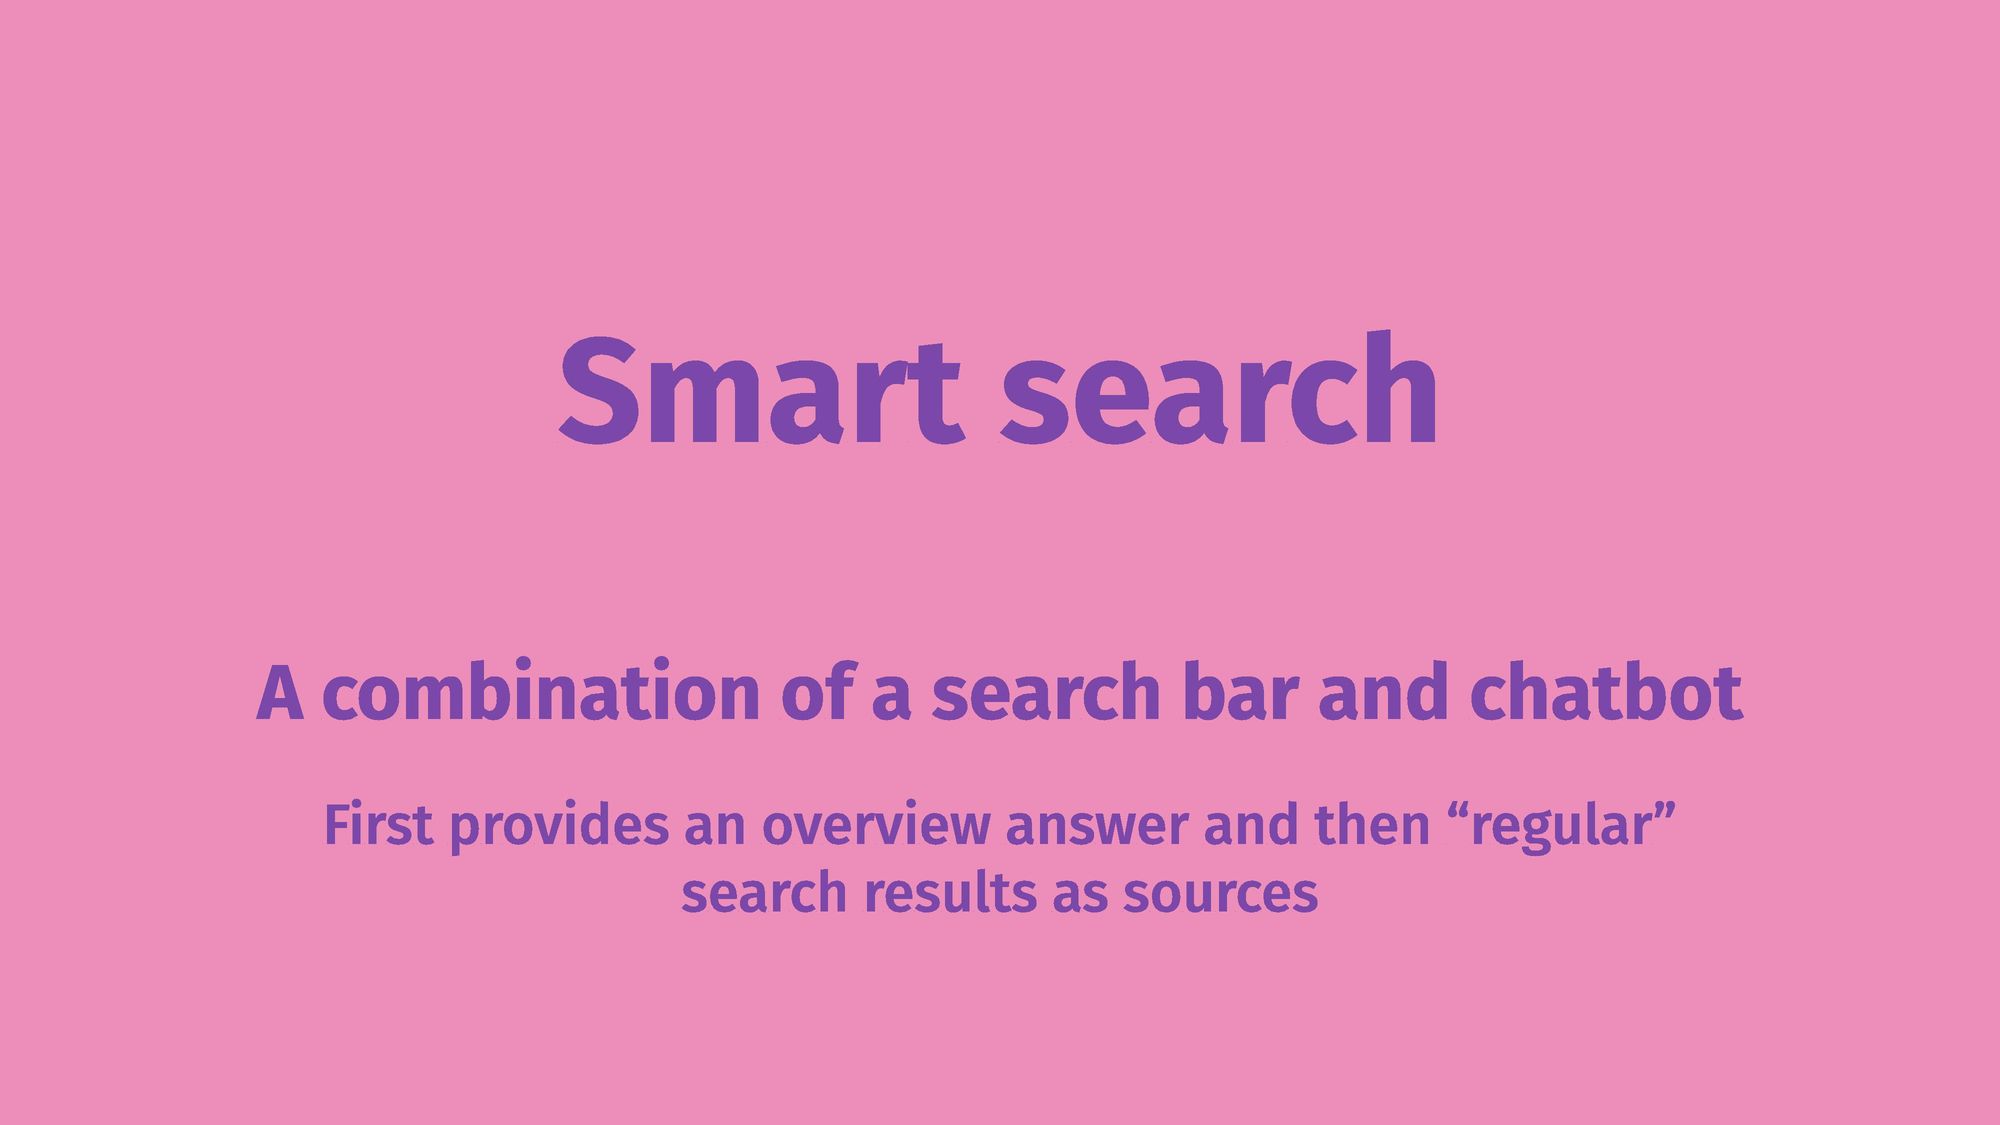 Smart search
A combination of a search bar and chatbot
First provides an overview answer and then “regular”
search results as sources